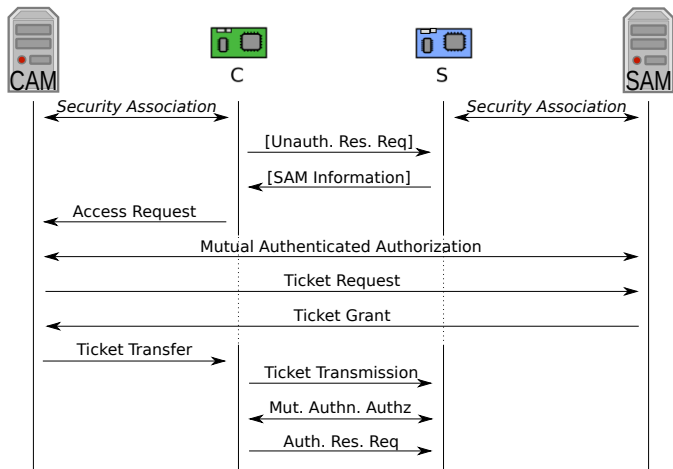 CAM
C
S
SAM
Security Association
Security Association
[Unauth. Res. Req]
[SAM Information]
Access Request
Mutual Authenticated Authorization
Ticket Request
Ticket Grant
Ticket Transfer
Ticket Transmission
Mut. Authn. Authz
Auth. Res. Req